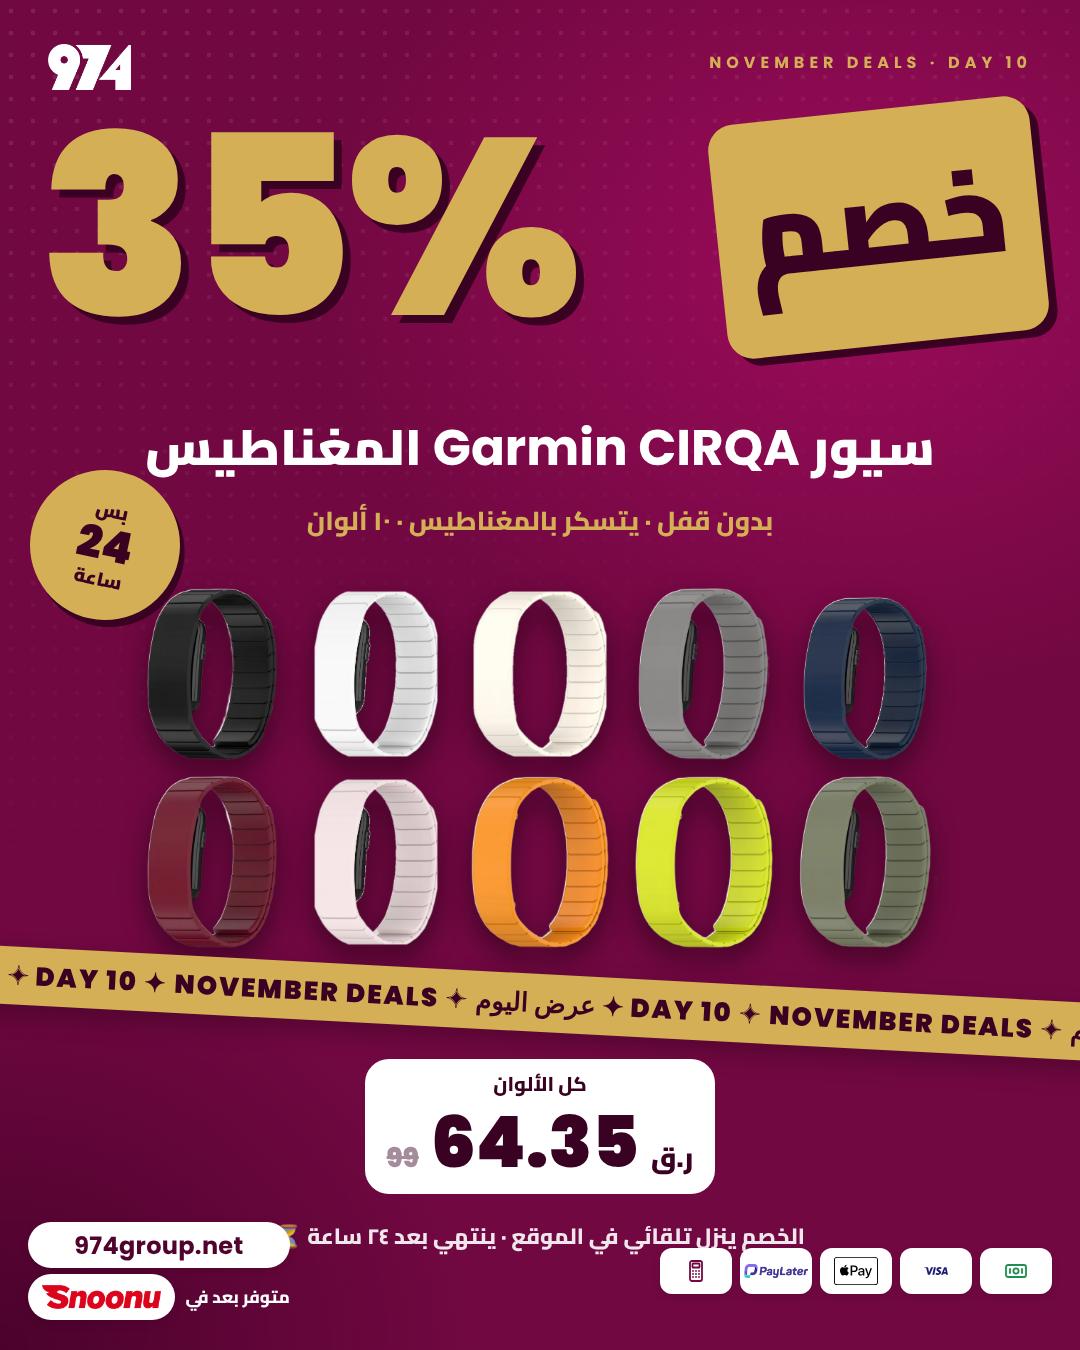 974
NOVEMBER DEALS · DAY 10
35%
خصم
سيور Garmin CIRQA المغناطيس
بدون قفل · يتسكر بالمغناطيس · ١٠ ألوان
بس
24
ساعة
✦ DAY 10 ✦ NOVEMBER DEALS ✦ عرض اليوم ✦ DAY 10 ✦ NOVEMBER DEALS ✦
كل الألوان
99 64.35 ر.ق
الخصم ينزل تلقائي في الموقع · ينتهي بعد ٢٤ ساعة ⏳
974group.net
متوفر بعد في Snoonu
PayLater
Pay
VISA